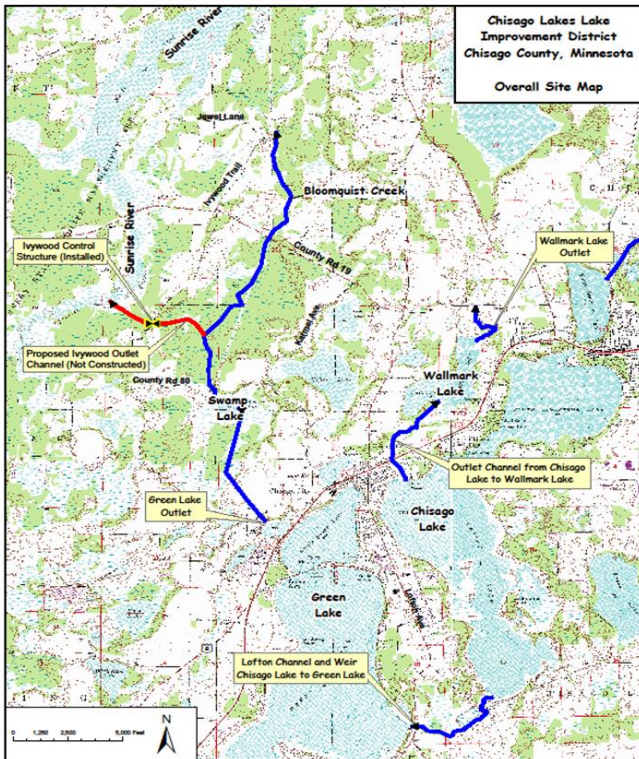 Chisago Lakes Lake
Improvement District
Chisago County, Minnesota
Overall Site Map
Sunrise River
Jewel Lane
Ivywood Trail
Bloomquist Creek
Ivywood Control
Structure (Installed)
Sunrise River
County Rd 19
Wallmark Lake
Outlet
Proposed Ivywood Outlet
Channel (Not Constructed)
County Rd 80
Swamp
Lake
Wallmark
Lake
Outlet Channel from Chisago
Lake to Wallmark Lake
Green Lake
Outlet
Chisago
Lake
Green
Lake
Lofton Ave
Lofton Channel and Weir
Chisago Lake to Green Lake
N
0 1,250 2,500 5,000 Feet